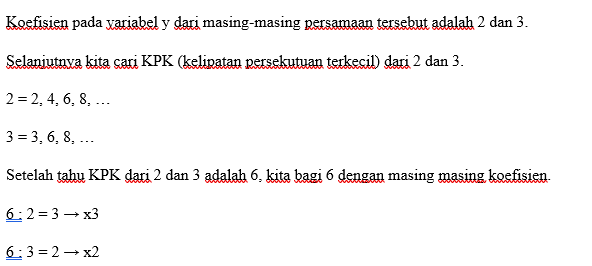 Koefisien pada variabel y dari masing-masing persamaan tersebut adalah 2 dan 3.
Selanjutnya kita cari KPK (kelipatan persekutuan terkecil) dari 2 dan 3.
2 = 2, 4, 6, 8, …
3 = 3, 6, 8, …
Setelah tahu KPK dari 2 dan 3 adalah 6, kita bagi 6 dengan masing masing koefisien.
6 : 2 = 3 → x3
6 : 3 = 2 → x2